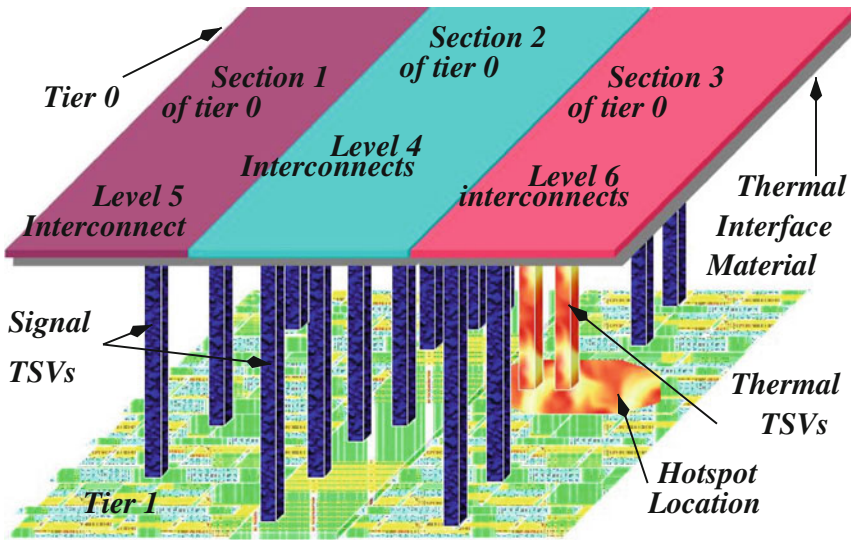 Tier 0
Section 1
of tier 0
Section 2
of tier 0
Section 3
of tier 0
Level 5
Interconnect
Level 4
Interconnects
Level 6
interconnects
Thermal
Interface
Material
Signal
TSVs
Thermal
TSVs
Hotspot
Location
Tier 1